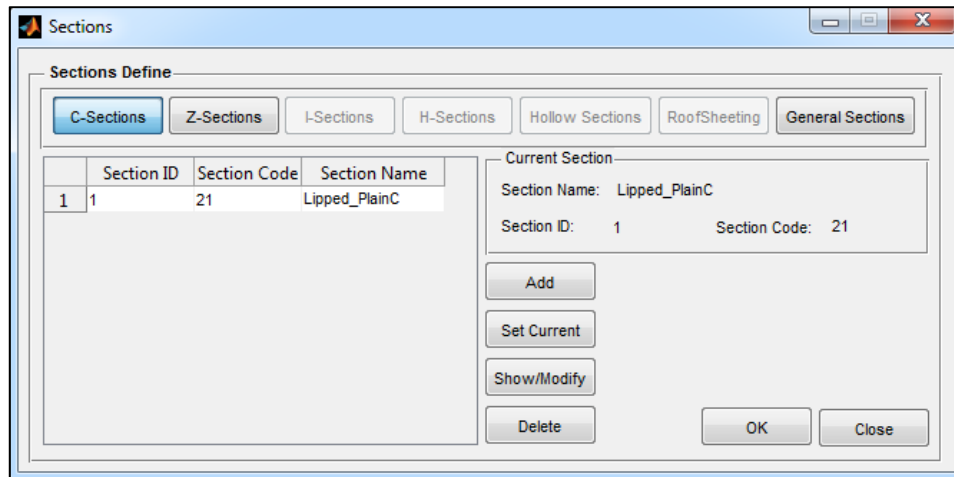 Sections
Sections Define
C-Sections Z-Sections I-Sections H-Sections Hollow Sections RoofSheeting General Sections
Section ID Section Code Section Name
1 1 21 Lipped_PlainC
Current Section
Section Name: Lipped_PlainC
Section ID: 1 Section Code: 21
Add
Set Current
Show/Modify
Delete
OK Close